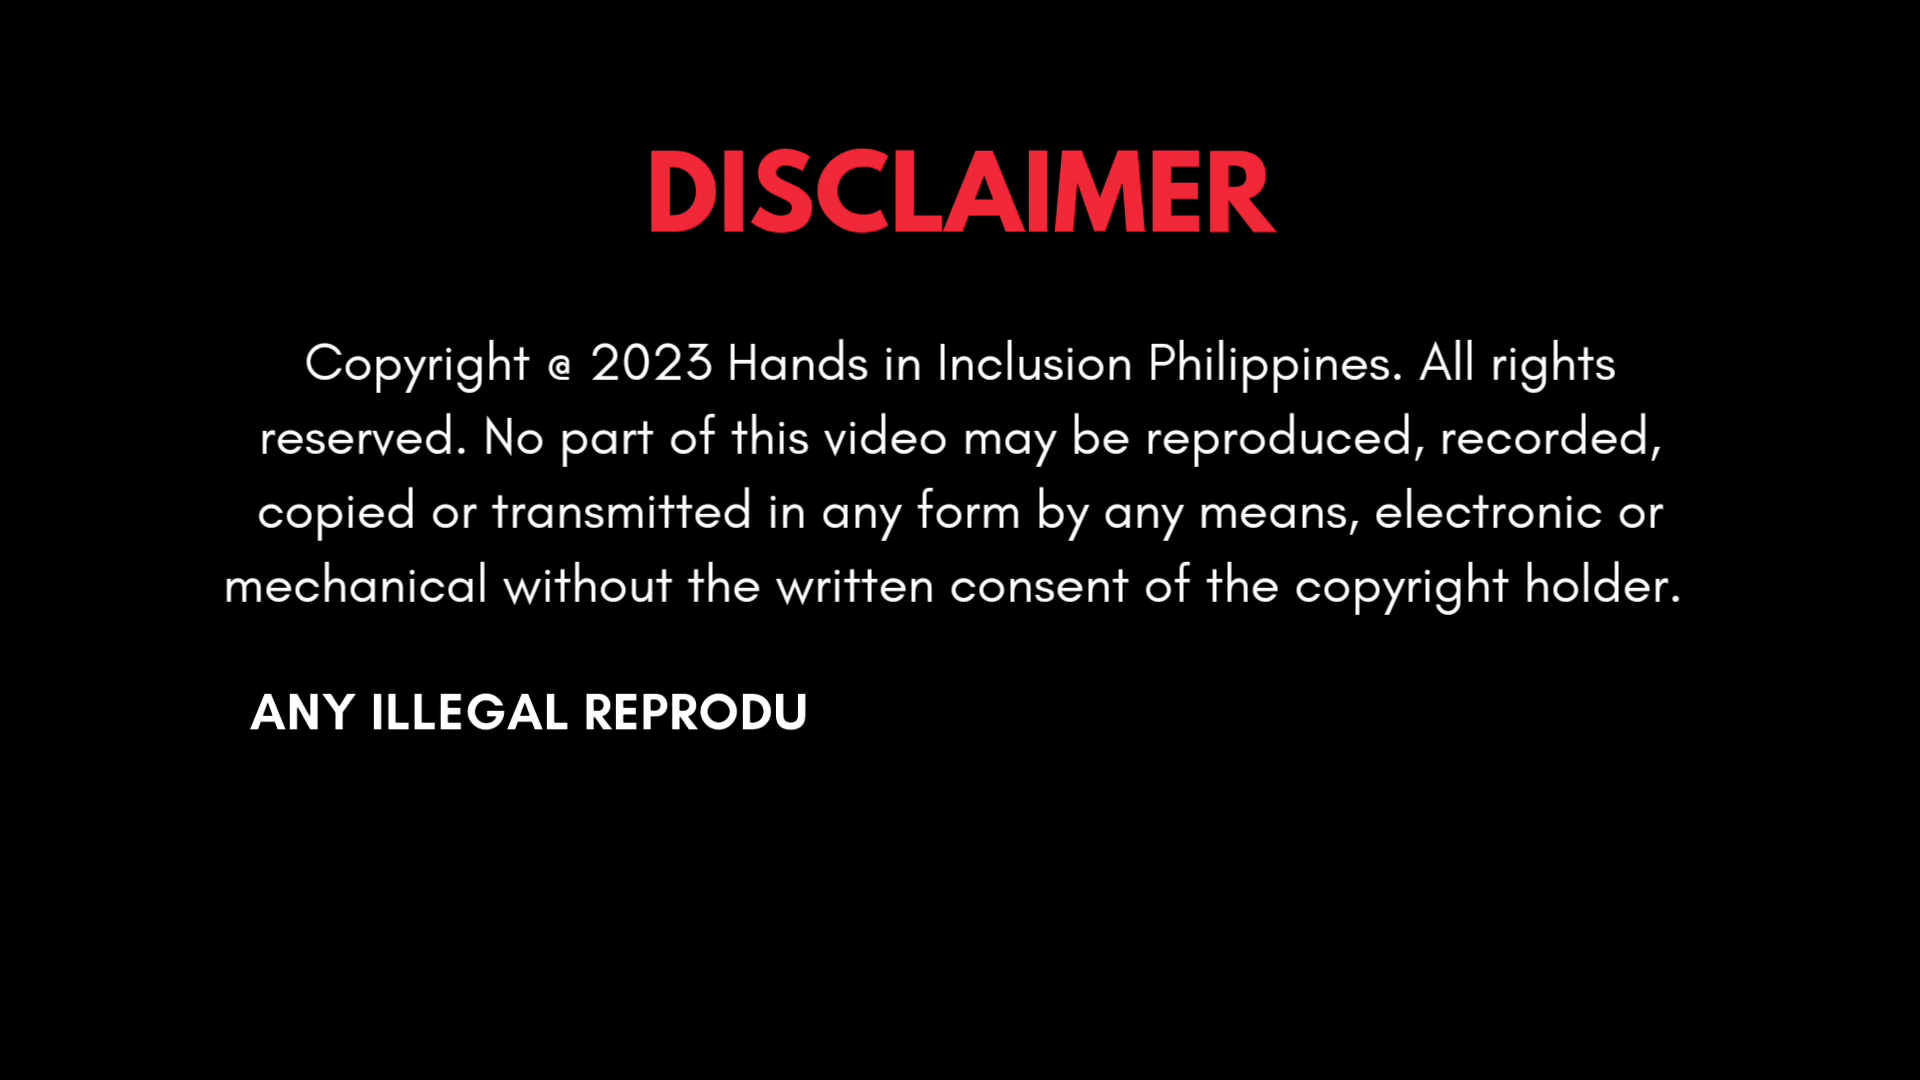 DISCLAIMER
Copyright @ 2023 Hands in Inclusion Philippines. All rights
reserved. No part of this video may be reproduced, recorded,
copied or transmitted in any form by any means, electronic or
mechanical without the written consent of the copyright holder.
ANY ILLEGAL REPRODU